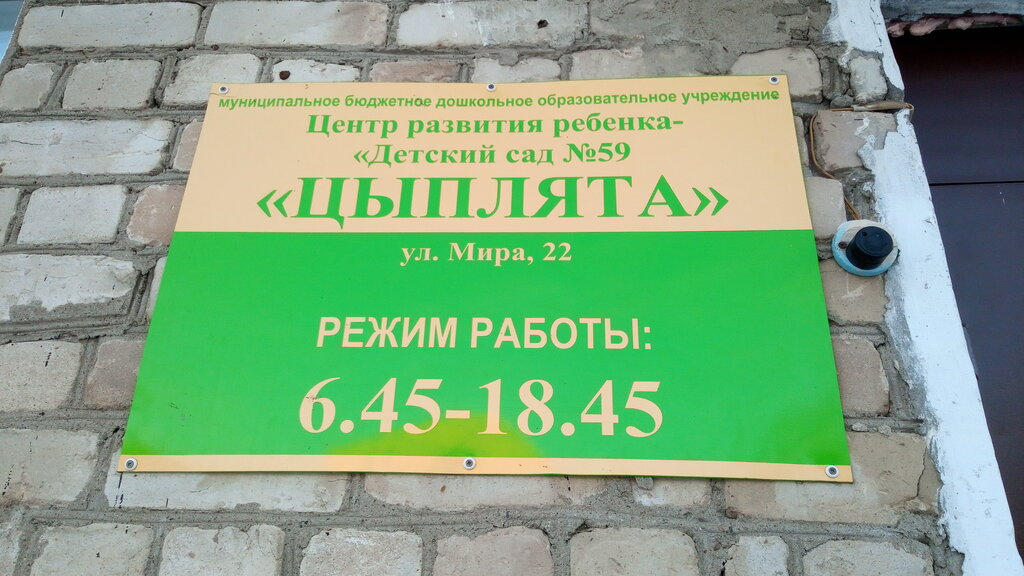 муниципальное бюджетное дошкольное образовательное учреждение
Центр развития ребенка-
«Детский сад №59
«ЦЫПЛЯТА»
ул. Мира, 22
РЕЖИМ РАБОТЫ:
6.45-18.45